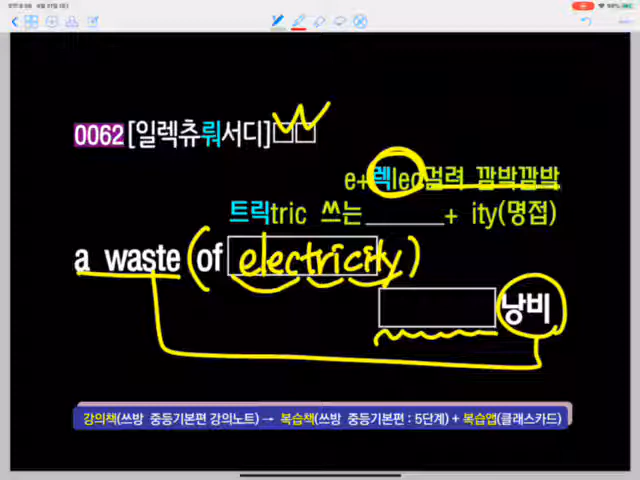 0062 [일렉츄뤄서디]
e+렉lec걸려 깜박깜박
트릭tric 쓰는 ______+ ity(명접)
a waste (of electricity)
낭비
강의책(쓰방 중등기본편 강의노트)→ 복습책(쓰방 중등기본편 : 5단계) + 복습앱(클래스카드)